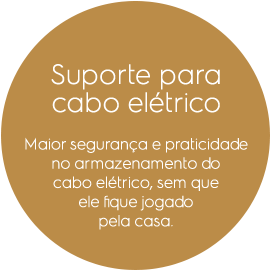 Suporte para
cabo elétrico
Maior segurança e praticidade
no armazenamento do
cabo elétrico, sem que
ele fique jogado
pela casa.